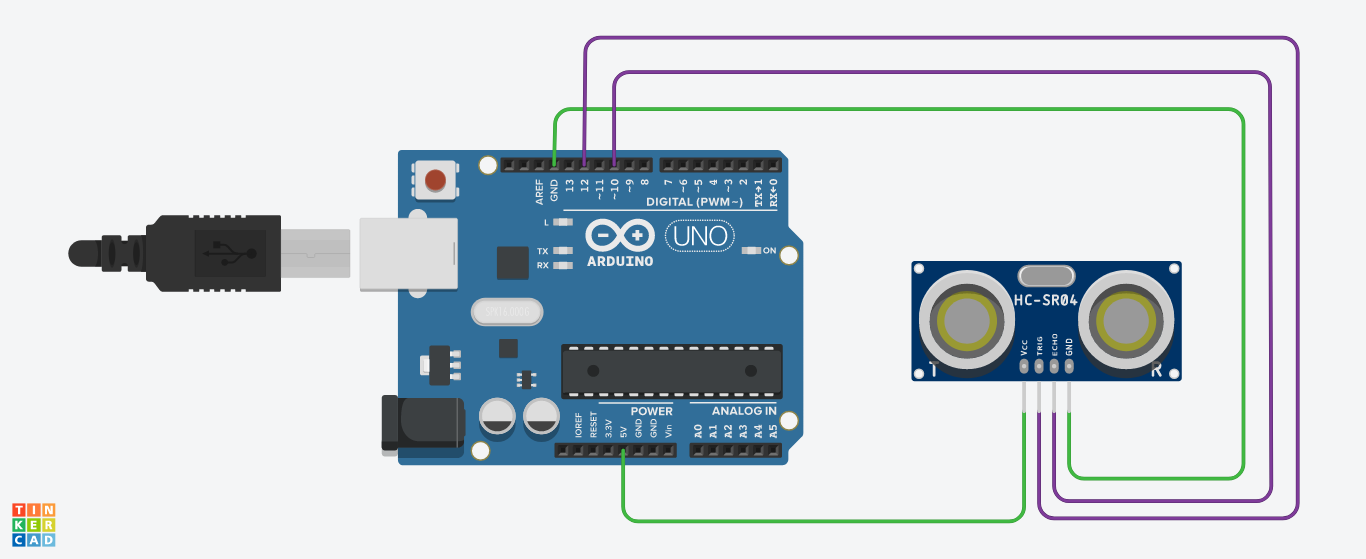 AREF
GND
13
12
~11
~10
~9
8
7
~6
~5
4
~3
2
TX→1
RX←0
DIGITAL (PWM~)
L
TX
RX
ARDUINO
UNO
ON
HC-SR04
VCC
TRIG
ECHO
GND
T
R
POWER
ANALOG IN
IOREF
RESET
3.3V
5V
GND
GND
Vin
A0
A1
A2
A3
A4
A5
TIN
KER
CAD